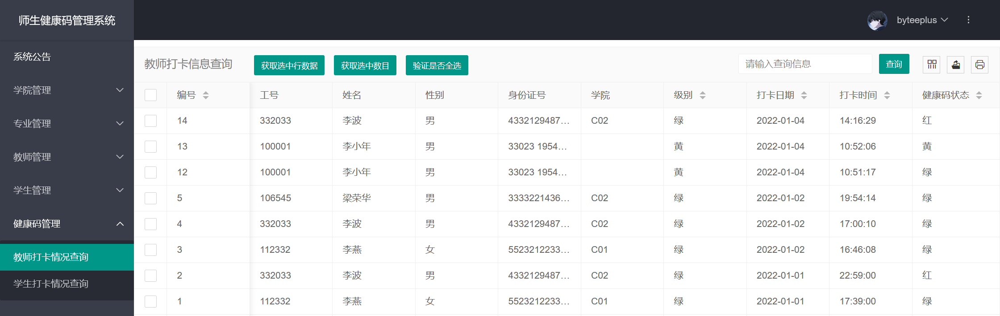 师生健康码管理系统
byteeplus
系统公告
学院管理
专业管理
教师管理
学生管理
健康码管理
教师打卡情况查询
学生打卡情况查询
教师打卡信息查询 获取选中行数据 获取选中数目 验证是否全选 请输入查询信息 查询
编号 工号 姓名 性别 身份证号 学院 级别 打卡日期 打卡时间 健康码状态
14 332033 李波 男 4332129487... C02 绿 2022-01-04 14:16:29 红
13 100001 李小年 男 33023 1954... 黄 2022-01-04 10:52:06 黄
12 100001 李小年 男 33023 1954... 黄 2022-01-04 10:51:17 绿
5 106545 梁荣华 男 3333221436... C02 绿 2022-01-02 19:54:14 绿
4 332033 李波 男 4332129487... C02 绿 2022-01-02 17:00:10 绿
3 112332 李燕 女 5523212233... C01 绿 2022-01-02 16:46:08 绿
2 332033 李波 男 4332129487... C02 绿 2022-01-01 22:59:00 红
1 112332 李燕 女 5523212233... C01 绿 2022-01-01 17:39:00 绿